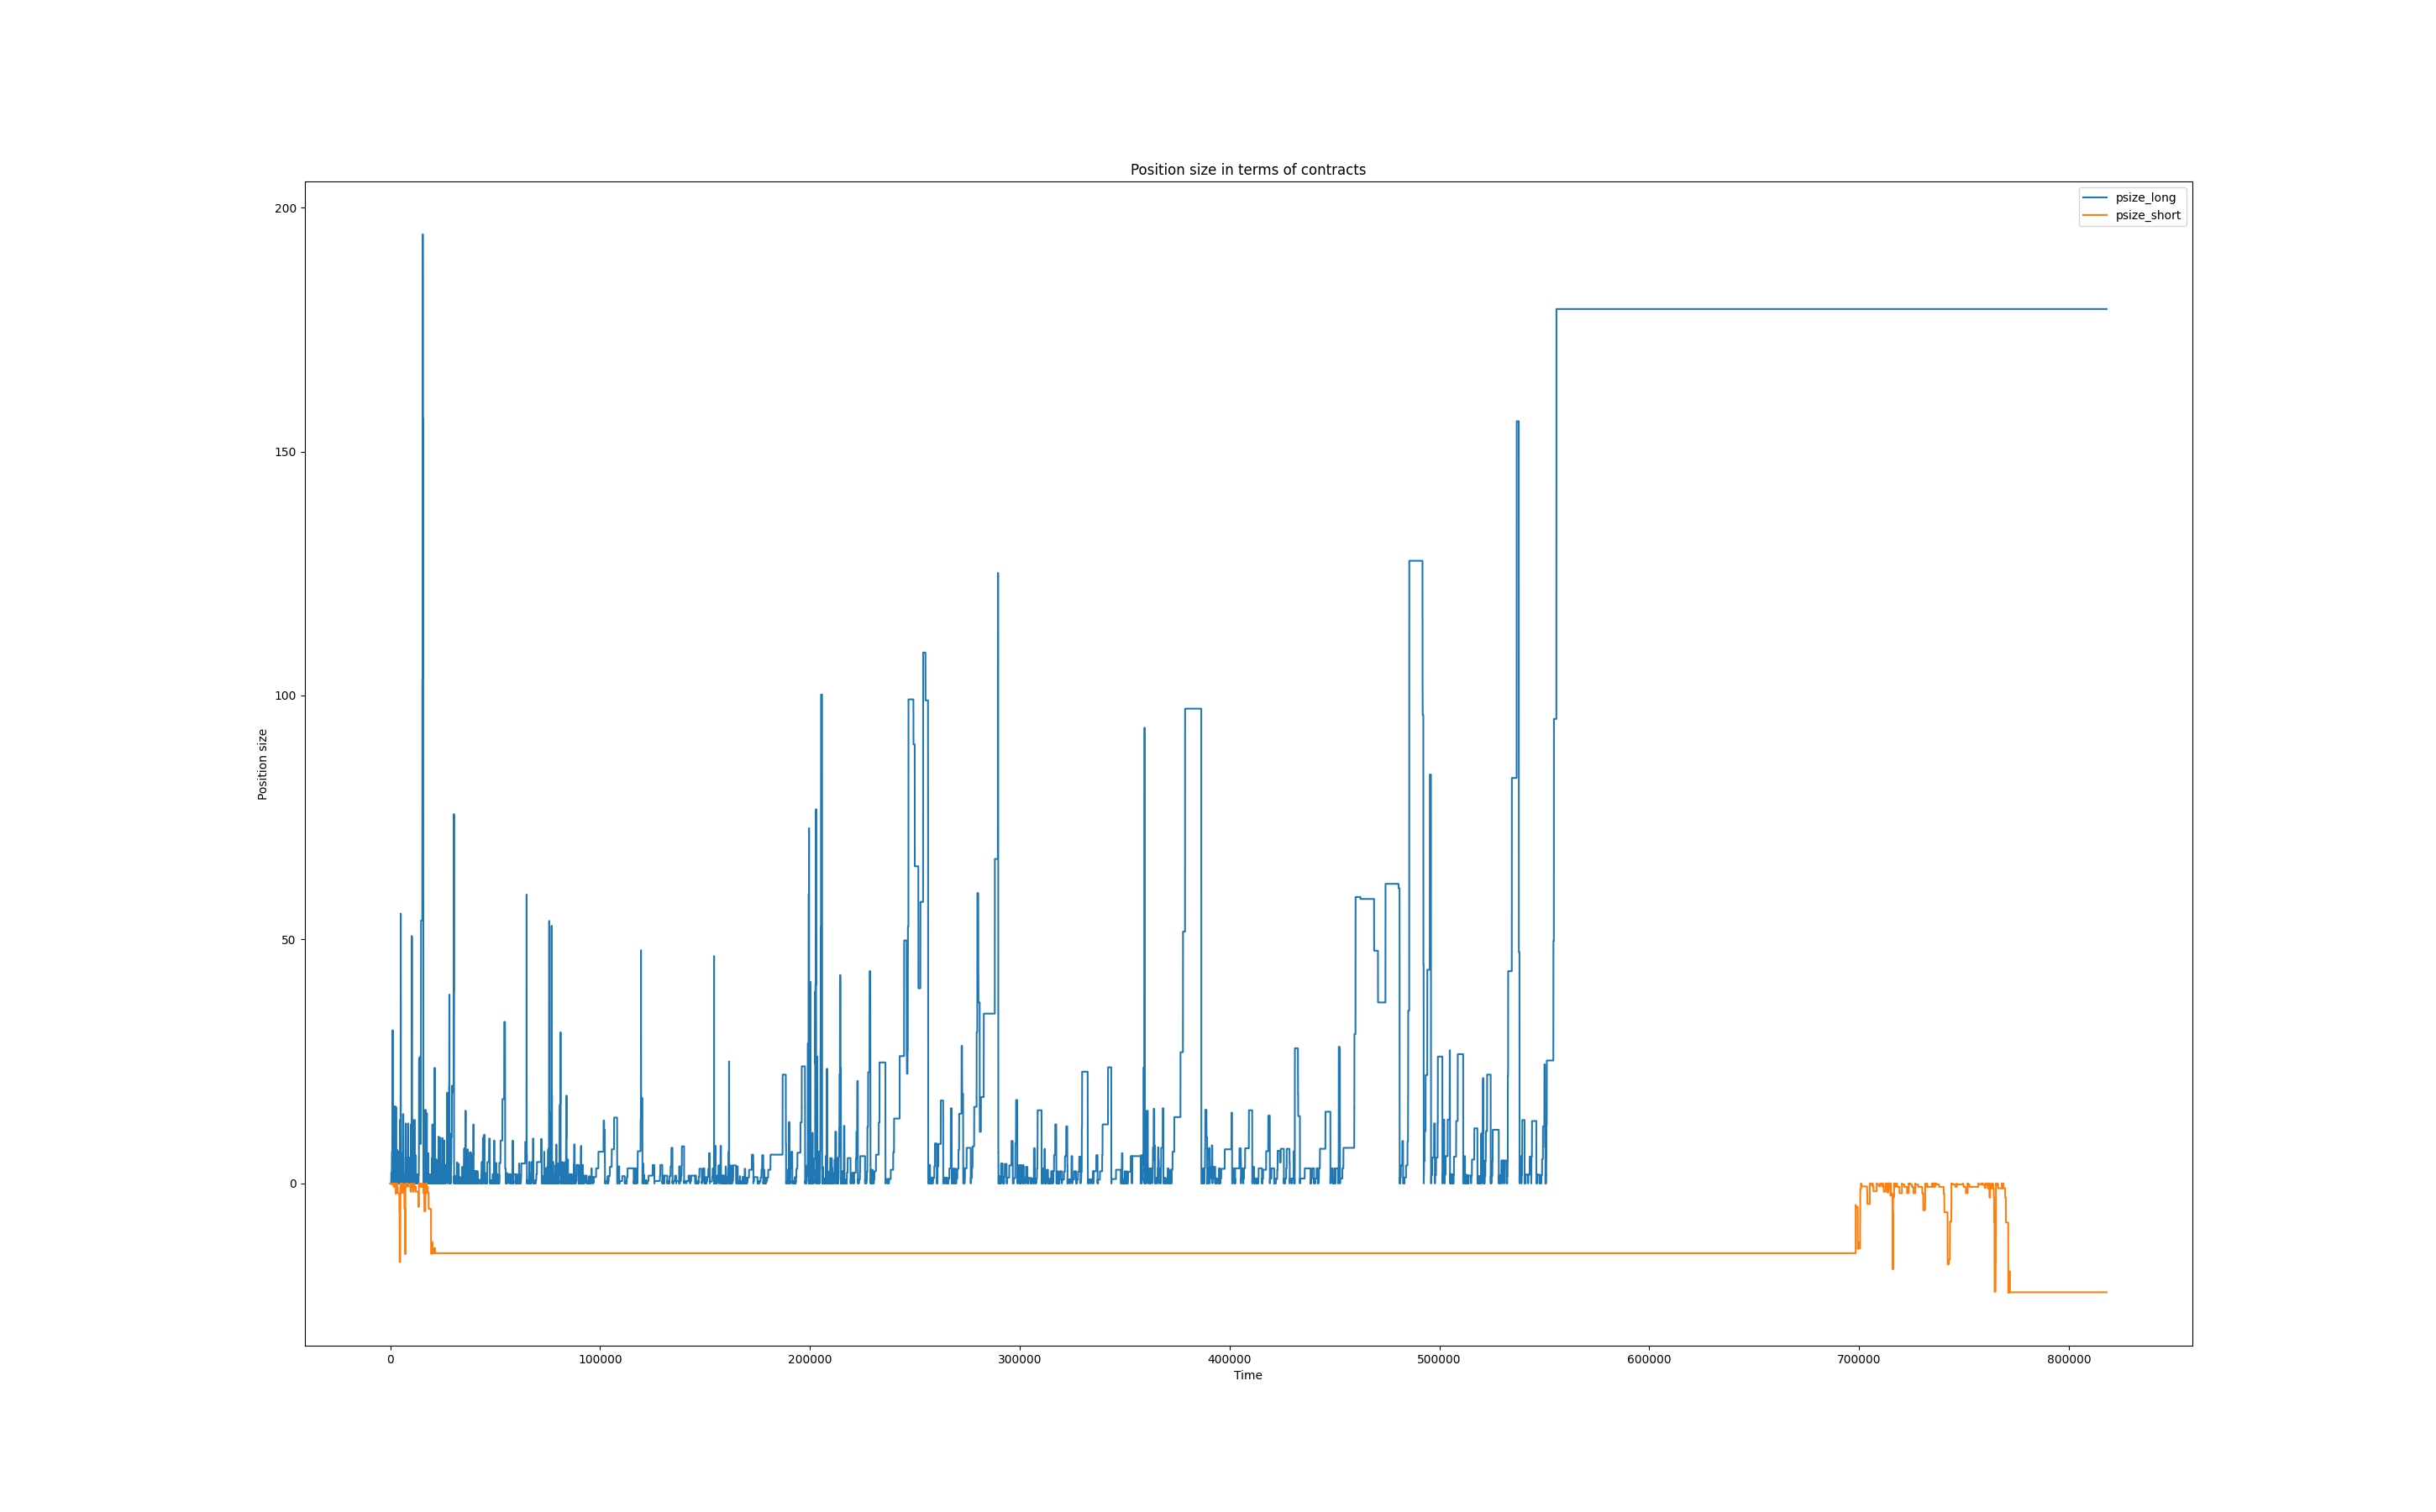 Position size in terms of contracts
psize_long
psize_short
200
150
100
50
0
Position size
0
100000
200000
300000
400000
500000
600000
700000
800000
Time